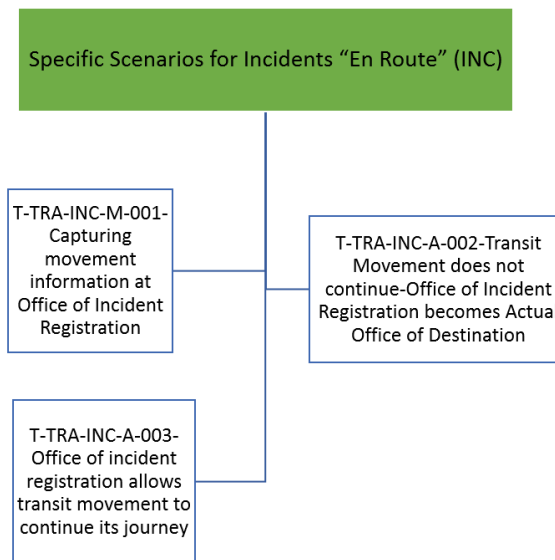 Specific Scenarios for Incidents “En Route” (INC)
T-TRA-INC-M-001-
Capturing
movement
information at
Office of Incident
Registration
T-TRA-INC-A-002-Transit
Movement does not
continue-Office of Incident
Registration becomes Actua
Office of Destination
T-TRA-INC-A-003-
Office of incident
registration allows
transit movement to
continue its journey